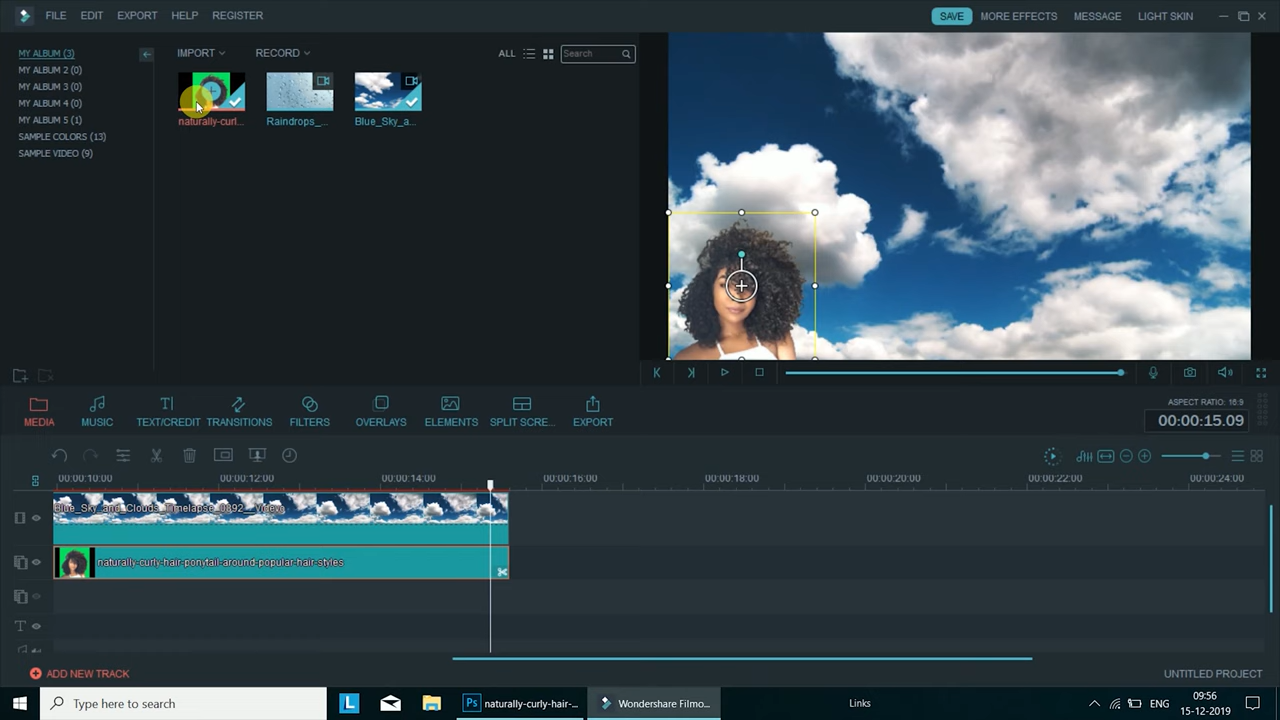 FILE EDIT EXPORT HELP REGISTER SAVE MORE EFFECTS MESSAGE LIGHT SKIN
MY ALBUM (3) IMPORT RECORD ALL Search
MY ALBUM 2 (0)
MY ALBUM 3 (0)
MY ALBUM 4 (0)
MY ALBUM 5 (1)
SAMPLE COLORS (13)
SAMPLE VIDEO (9)
naturally-curl... Raindrops_... Blue_Sky_a...
MEDIA MUSIC TEXT/CREDIT TRANSITIONS FILTERS OVERLAYS ELEMENTS SPLIT SCRE... EXPORT
ASPECT RATIO: 16:9
00:00:15.09
00:00:10:00 00:00:12:00 00:00:14:00 00:00:16:00 00:00:18:00 00:00:20:00 00:00:22:00 00:00:24:00
Blue_Sky_and_Clouds_Timelapse_0892__Videvo
naturally-curly-hair-ponytail-around-popular-hair-styles
ADD NEW TRACK UNTITLED PROJECT
Type here to search L Ps naturally-curly-hair-... Wondershare Filmo... Links ENG 09:56
15-12-2019